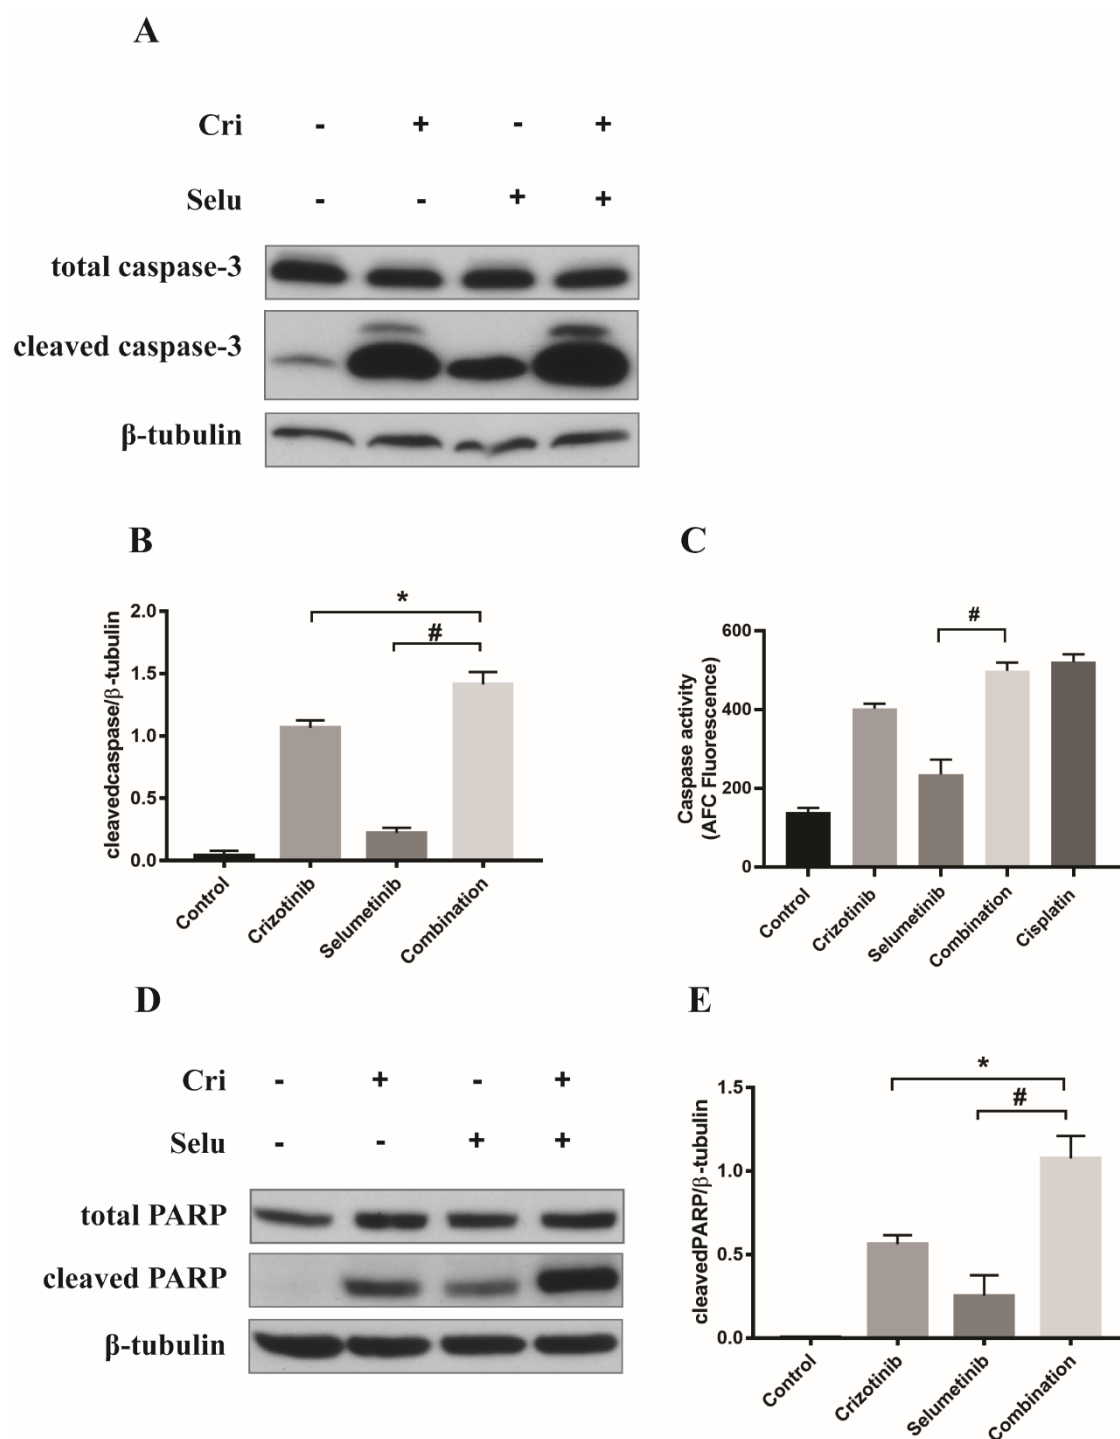 A
Cri - + - +
Selu - - + +
total caspase-3
cleaved caspase-3
β-tubulin
B
cleavedcaspase/β-tubulin
2.0
1.5
1.0
0.5
0.0
*
#
Control
Crizotinib
Selumetinib
Combination
C
Caspase activity
(AFC Fluorescence)
600
400
200
0
#
Control
Crizotinib
Selumetinib
Combination
Cisplatin
D
Cri - + - +
Selu - - + +
total PARP
cleaved PARP
β-tubulin
E
cleavedPARP/β-tubulin
1.5
1.0
0.5
0.0
*
#
Control
Crizotinib
Selumetinib
Combination